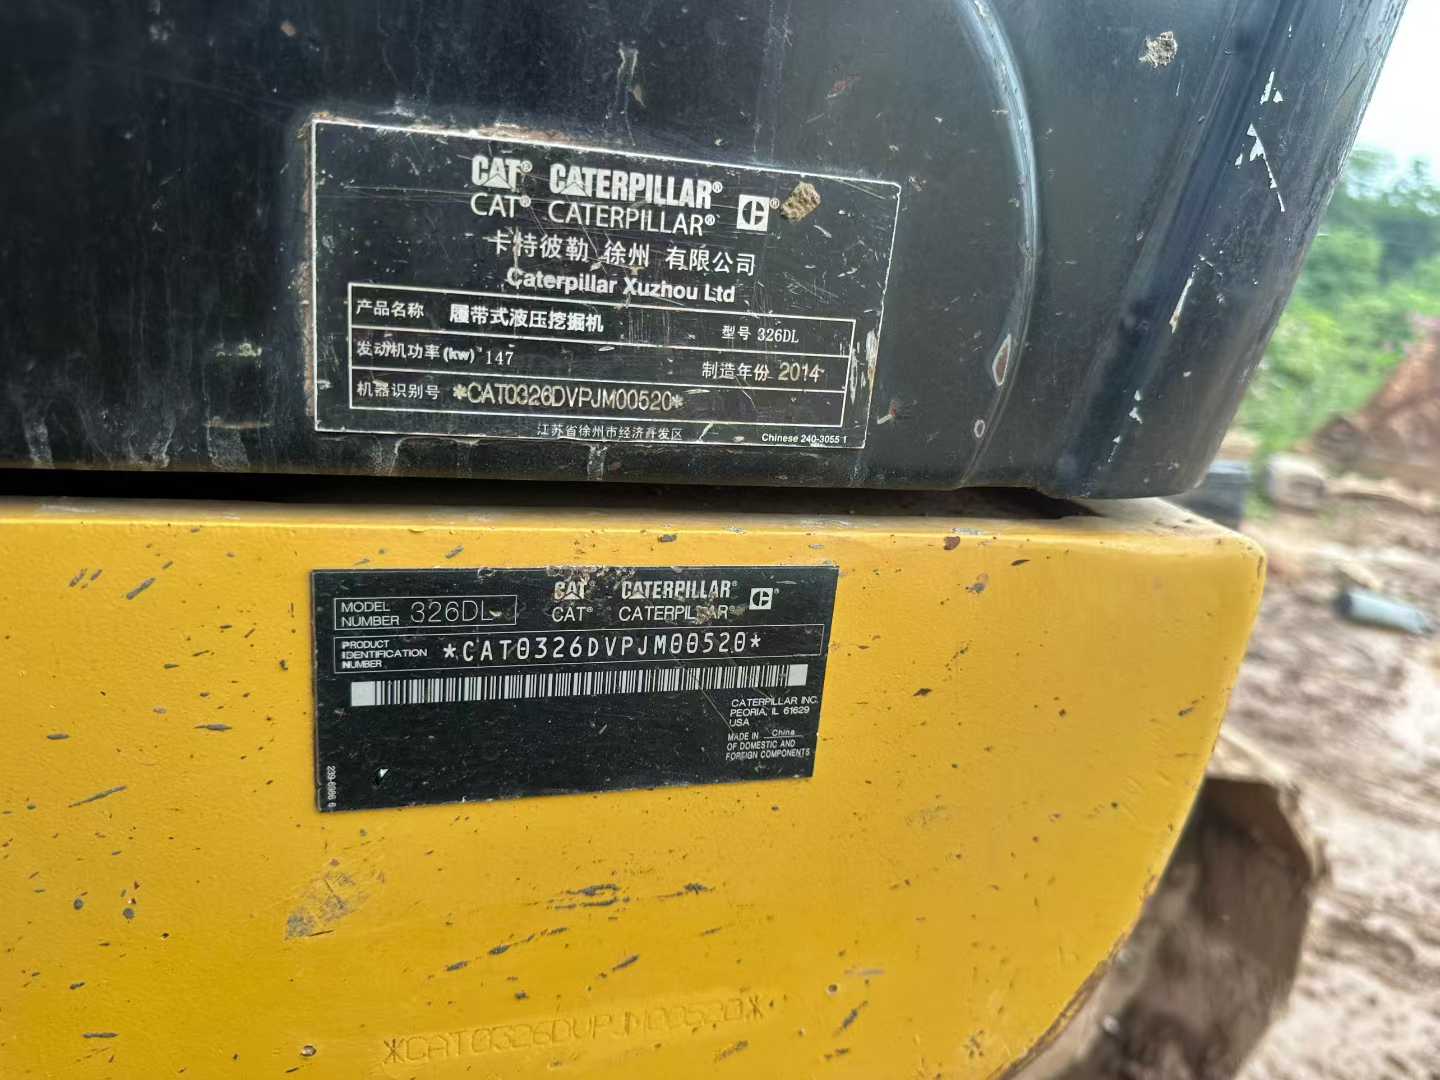 CAT® CATERPILLAR®
CAT® CATERPILLAR® C®
卡特彼勒 徐州 有限公司
Caterpillar Xuzhou Ltd
产品名称 履带式液压挖掘机 型号 326DL
发动机功率(kw) 147 制造年份 2014
机器识别号 *CAT0326DVPJM00520*
江苏省徐州市经济开发区 Chinese 240-3055 1
CAT® CATERPILLAR® C®
MODEL NUMBER 326DL CAT® CATERPILLAR®
PRODUCT
IDENTIFICATION
NUMBER
*CAT0326DVPJM00520*
CATERPILLAR INC.
PEORIA, IL 61629
USA
MADE IN China
OF DOMESTIC AND
FOREIGN COMPONENTS
*CAT0326DVPJM00520*